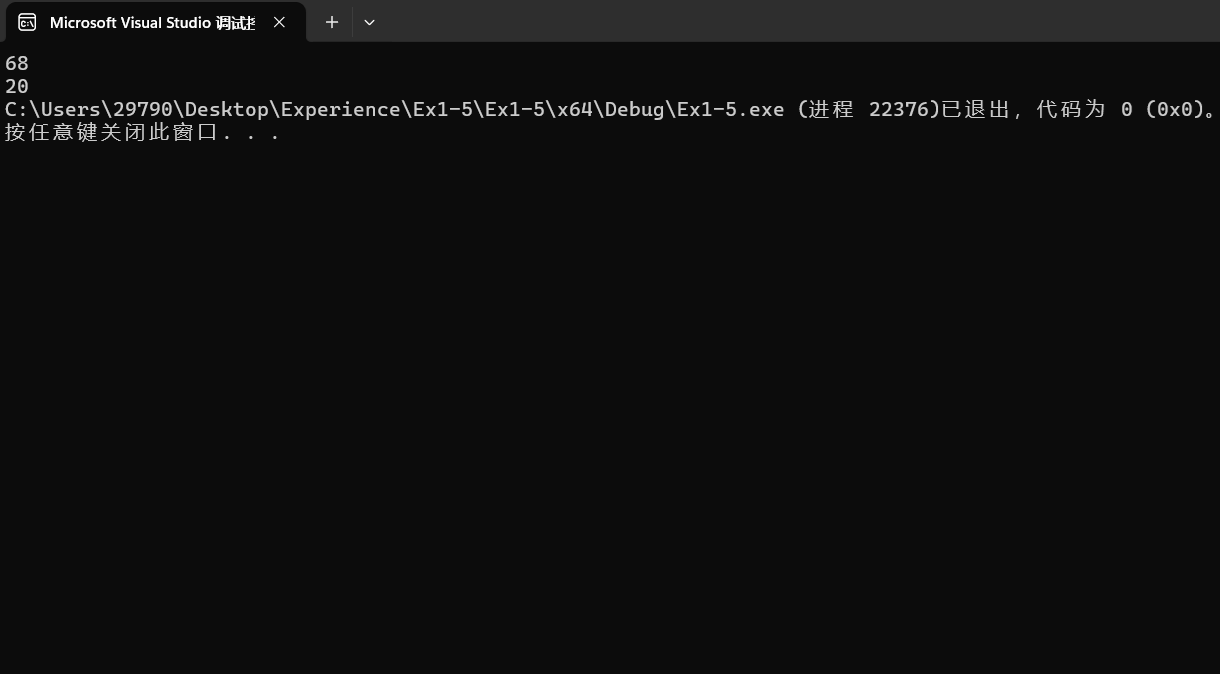 Microsoft Visual Studio 调试
68
20
C:\Users\29790\Desktop\Experience\Ex1-5\Ex1-5\x64\Debug\Ex1-5.exe (进程 22376)已退出，代码为 0 (0x0)。
按任意键关闭此窗口. . .